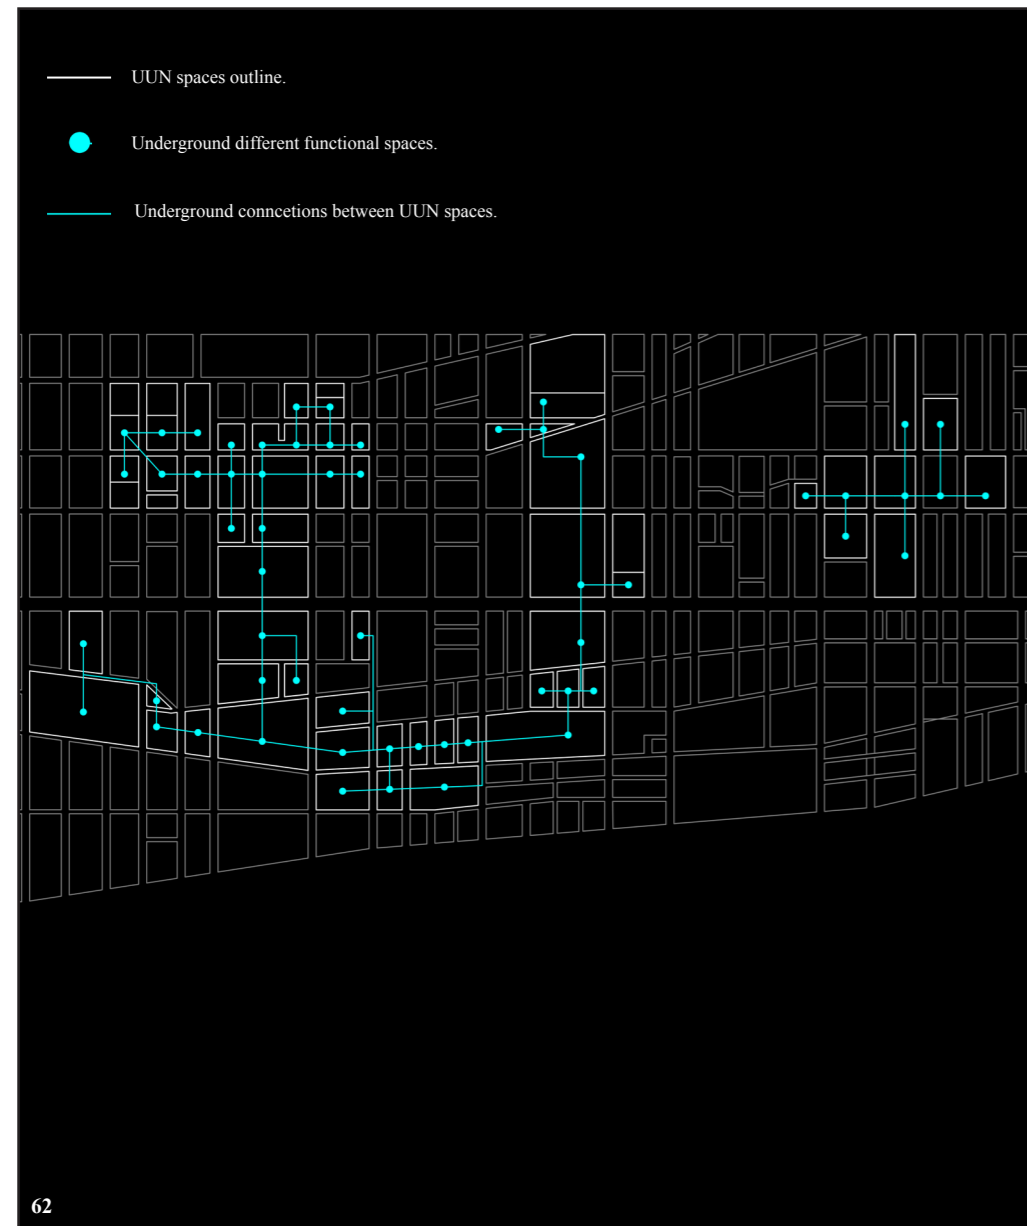 UUN spaces outline.
Underground different functional spaces.
Underground conncetions between UUN spaces.
62